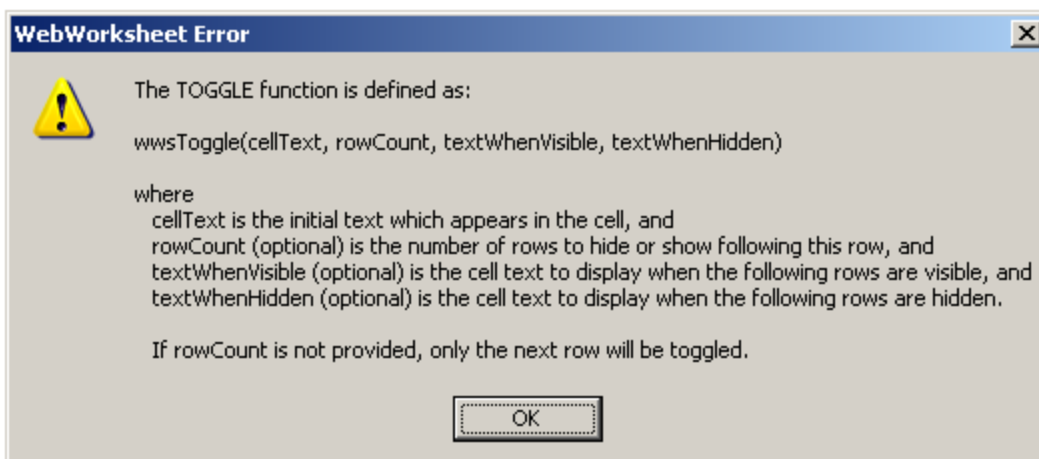 WebWorksheet Error
The TOGGLE function is defined as:
wwsToggle(cellText, rowCount, textWhenVisible, textWhenHidden)
where
cellText is the initial text which appears in the cell, and
rowCount (optional) is the number of rows to hide or show following this row, and
textWhenVisible (optional) is the cell text to display when the following rows are visible, and
textWhenHidden (optional) is the cell text to display when the following rows are hidden.
If rowCount is not provided, only the next row will be toggled.
OK